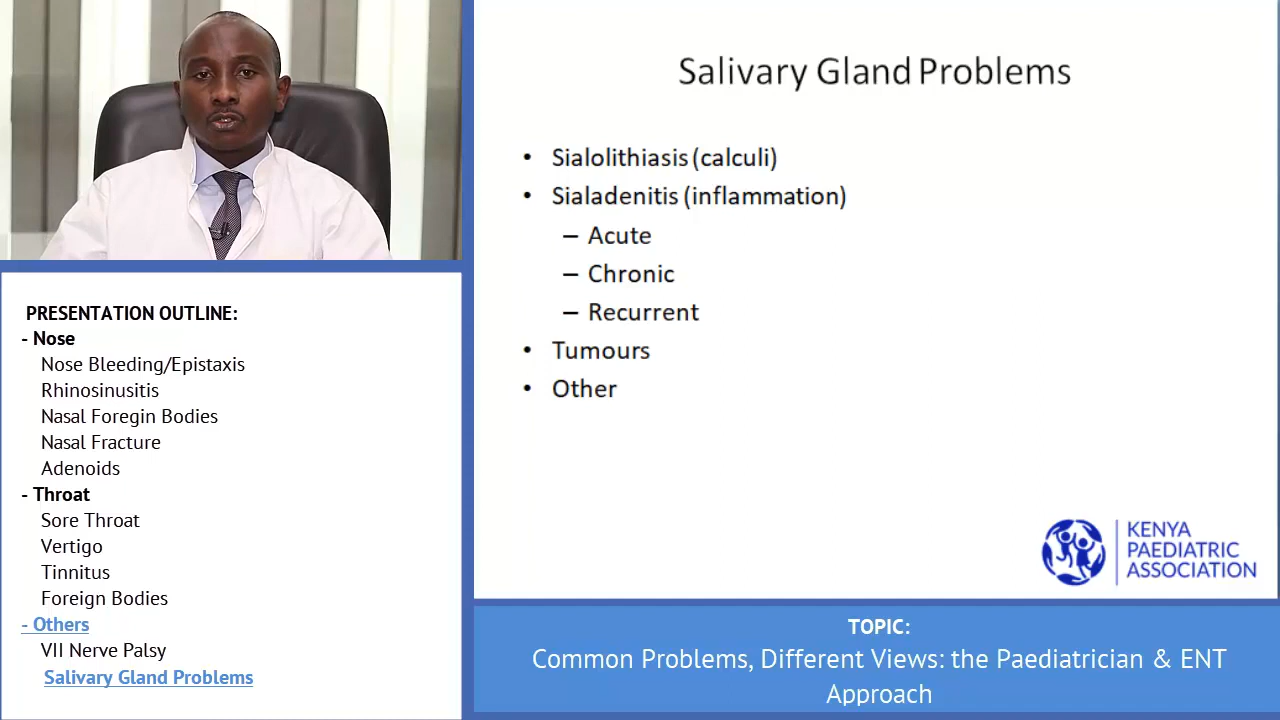 Salivary Gland Problems
• Sialolithiasis (calculi)
• Sialadenitis (inflammation)
– Acute
– Chronic
– Recurrent
• Tumours
• Other
KENYA
PAEDIATRIC
ASSOCIATION
PRESENTATION OUTLINE:
- Nose
Nose Bleeding/Epistaxis
Rhinosinusitis
Nasal Foregin Bodies
Nasal Fracture
Adenoids
- Throat
Sore Throat
Vertigo
Tinnitus
Foreign Bodies
- Others
VII Nerve Palsy
Salivary Gland Problems
TOPIC:
Common Problems, Different Views: the Paediatrician & ENT
Approach